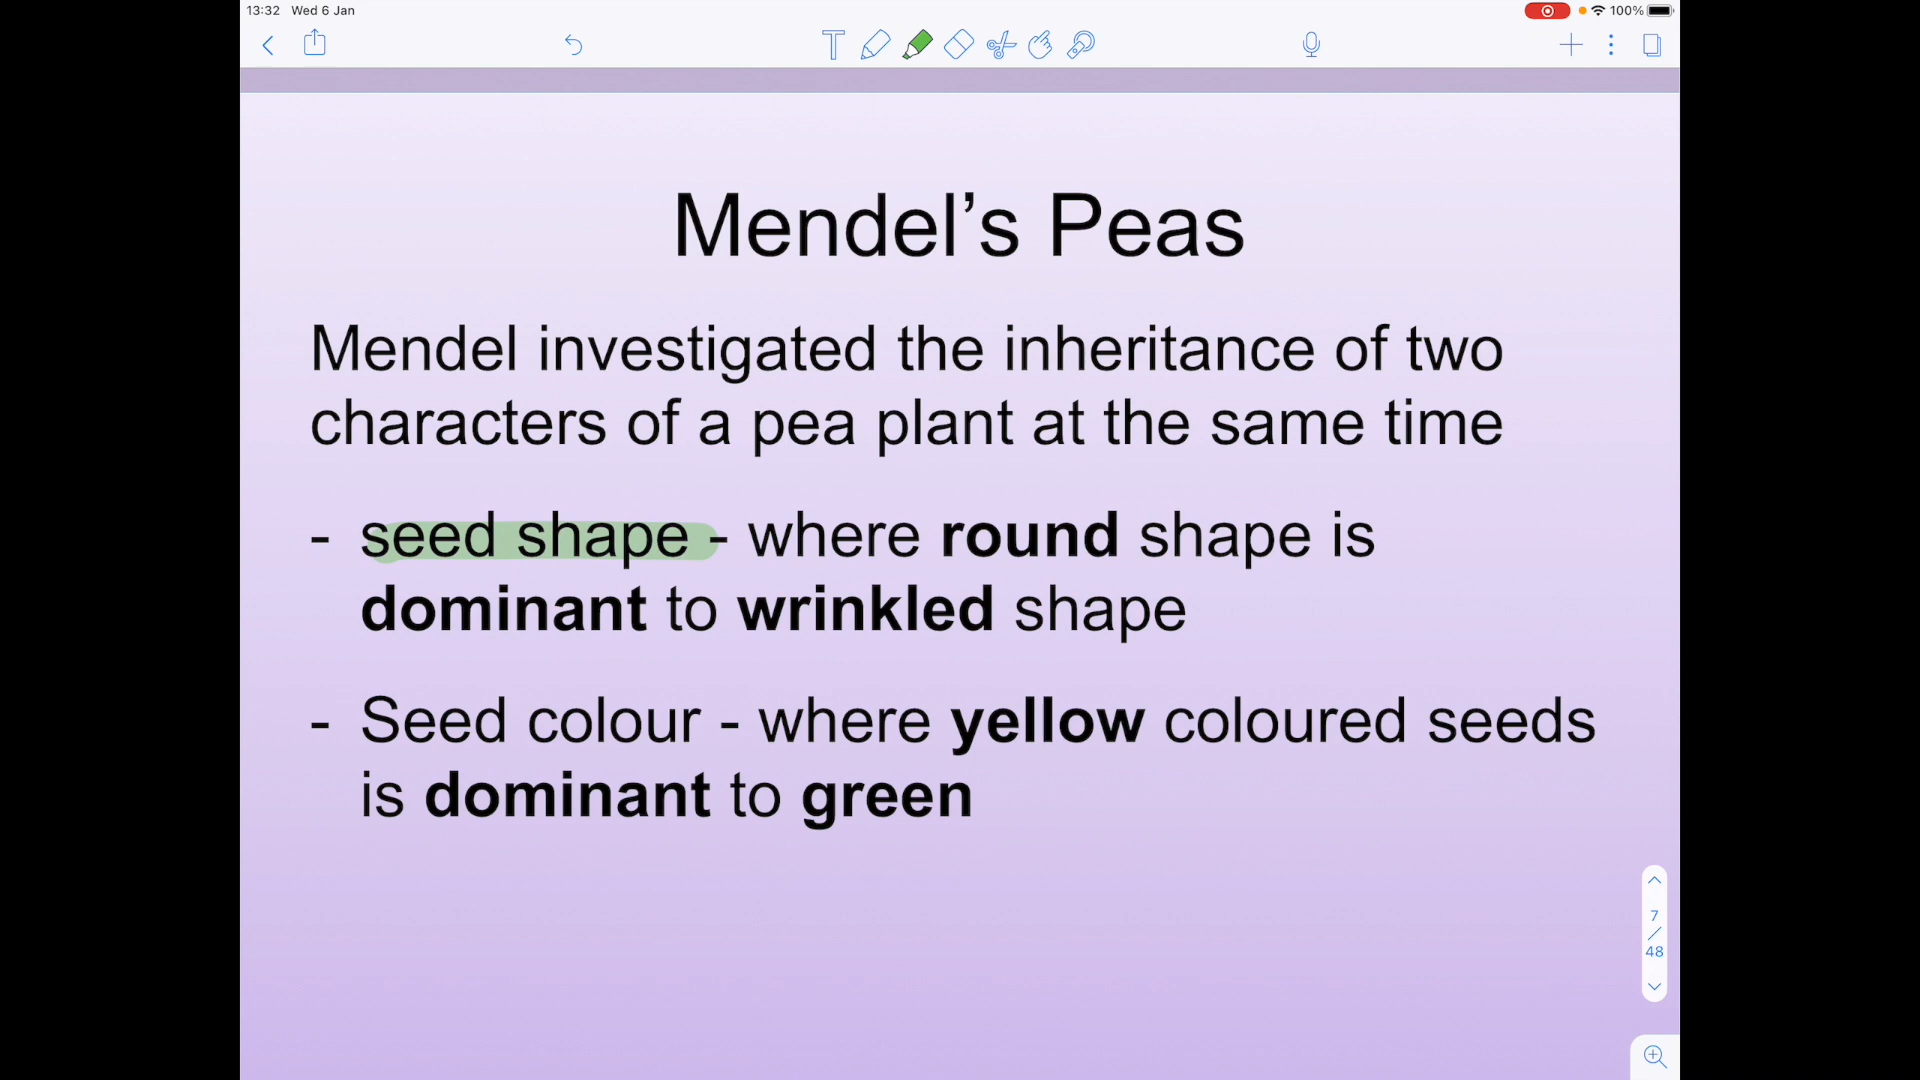 13:32 Wed 6 Jan
100%
Mendel's Peas
Mendel investigated the inheritance of two
characters of a pea plant at the same time
- seed shape - where round shape is
dominant to wrinkled shape
- Seed colour - where yellow coloured seeds
is dominant to green
7
/
48